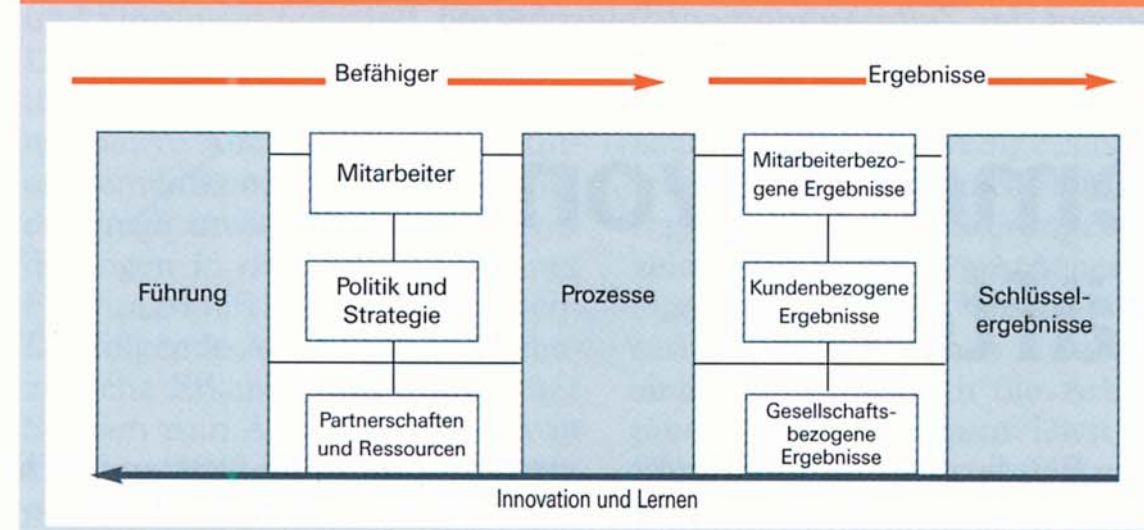 Befähiger
Ergebnisse
Führung
Mitarbeiter
Politik und
Strategie
Partnerschaften
und Ressourcen
Prozesse
Mitarbeiterbezo-
gene Ergebnisse
Kundenbezogene
Ergebnisse
Gesellschafts-
bezogene
Ergebnisse
Schlüssel-
ergebnisse
Innovation und Lernen